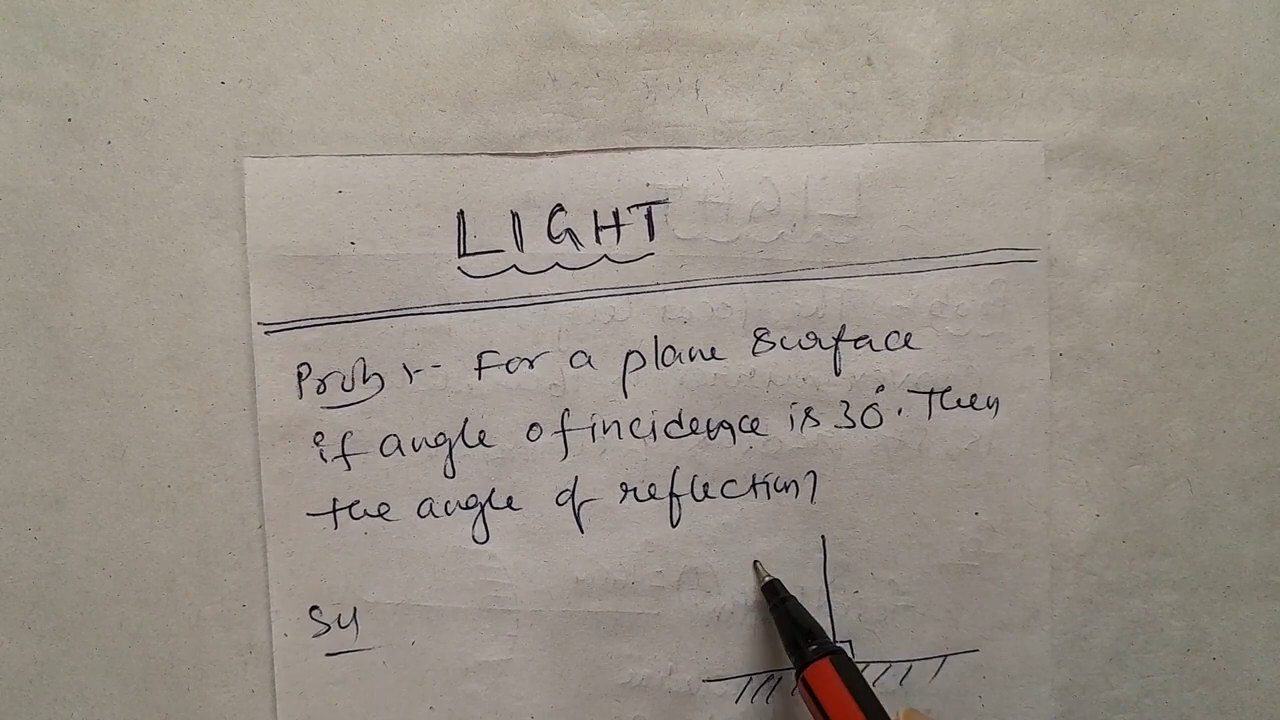 LIGHT
Prob :- For a plane surface
if angle of incidence is 30°. Then
the angle of reflection?
Sol